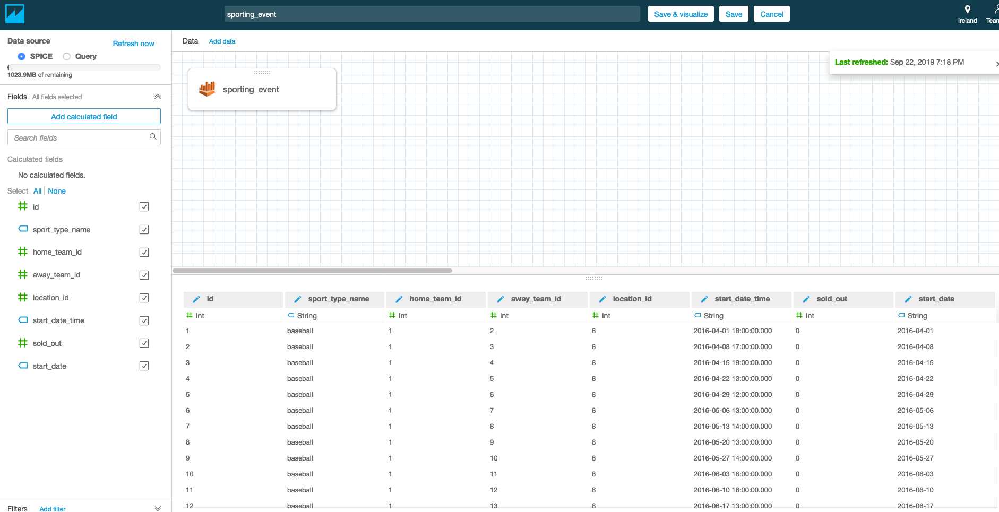 sporting_event
Save & visualize
Save
Cancel
Ireland
Data source
Refresh now
SPICE
Query
1023.9MB of remaining
Fields All fields selected
Add calculated field
Search fields
Calculated fields
No calculated fields.
Select All None
id
sport_type_name
home_team_id
away_team_id
location_id
start_date_time
sold_out
start_date
Filters Add filter
Data Add data
Last refreshed: Sep 22, 2019 7:18 PM
sporting_event
id sport_type_name home_team_id away_team_id location_id start_date_time sold_out start_date
Int String Int Int Int String Int String
1 baseball 1 2 8 2016-04-01 18:00:00.000 0 2016-04-01
2 baseball 1 3 8 2016-04-08 17:00:00.000 0 2016-04-08
3 baseball 1 4 8 2016-04-15 19:00:00.000 0 2016-04-15
4 baseball 1 5 8 2016-04-22 13:00:00.000 0 2016-04-22
5 baseball 1 6 8 2016-04-29 12:00:00.000 0 2016-04-29
6 baseball 1 7 8 2016-05-06 13:00:00.000 0 2016-05-06
7 baseball 1 8 8 2016-05-13 14:00:00.000 0 2016-05-13
8 baseball 1 9 8 2016-05-20 13:00:00.000 0 2016-05-20
9 baseball 1 10 8 2016-05-27 14:00:00.000 0 2016-05-27
10 baseball 1 11 8 2016-06-03 16:00:00.000 0 2016-06-03
11 baseball 1 12 8 2016-06-10 18:00:00.000 0 2016-06-10
12 baseball 1 13 8 2016-06-17 13:00:00.000 0 2016-06-17